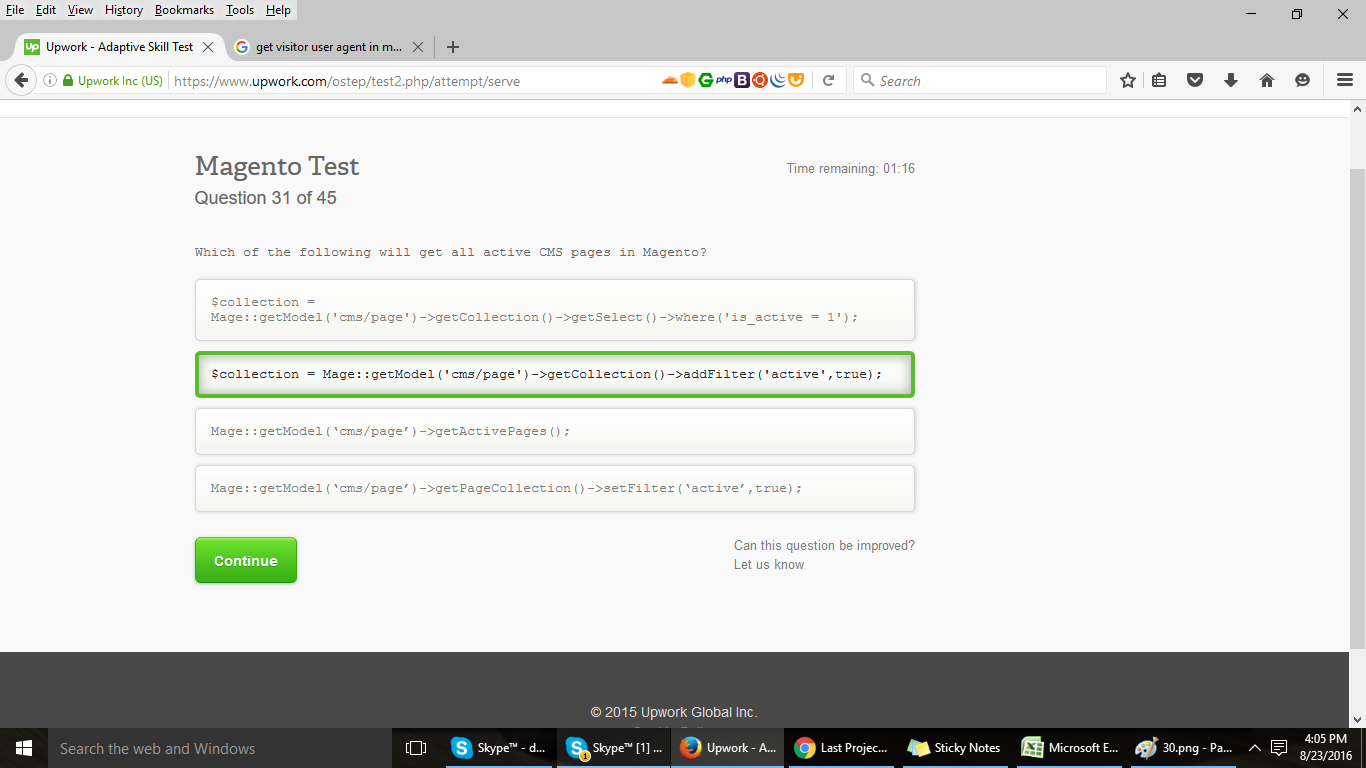 File Edit View History Bookmarks Tools Help
Upwork - Adaptive Skill Test
get visitor user agent in m...
Upwork Inc (US) https://www.upwork.com/ostep/test2.php/attempt/serve
php B
Search
Magento Test
Time remaining: 01:16
Question 31 of 45
Which of the following will get all active CMS pages in Magento?
$collection =
Mage::getModel('cms/page')->getCollection()->getSelect()->where('is_active = 1');
$collection = Mage::getModel('cms/page')->getCollection()->addFilter('active',true);
Mage::getModel(‘cms/page’)->getActivePages();
Mage::getModel(‘cms/page’)->getPageCollection()->setFilter(‘active’,true);
Continue
Can this question be improved?
Let us know
© 2015 Upwork Global Inc.
Search the web and Windows
Skype™ - d...
Skype™ [1] ...
Upwork - A...
Last Projec...
Sticky Notes
Microsoft E...
30.png - Pa...
4:05 PM
8/23/2016